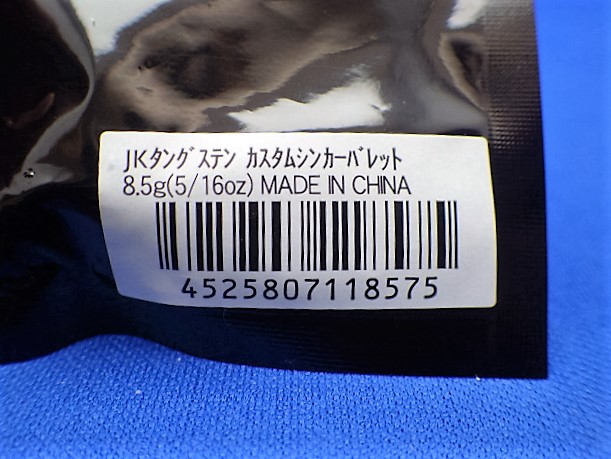 JKﾀﾝｸﾞｽﾃﾝ ｶｽﾀﾑｼﾝｶｰﾊﾞﾚｯﾄ
8.5g(5/16oz) MADE IN CHINA
4525807118575